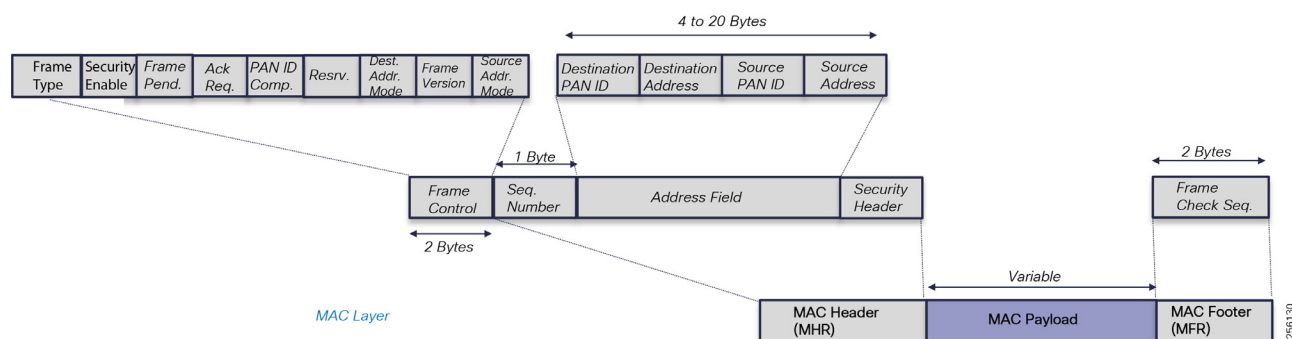 4 to 20 Bytes
Frame Type
Security Enable
Frame Pend.
Ack Req.
PAN ID Comp.
Resrv.
Dest. Addr. Mode
Frame Version
Source Addr. Mode
Destination PAN ID
Destination Address
Source PAN ID
Source Address
1 Byte
2 Bytes
Frame Control
Seq. Number
Address Field
Security Header
Frame Check Seq.
2 Bytes
Variable
MAC Layer
MAC Header (MHR)
MAC Payload
MAC Footer (MFR)
256130